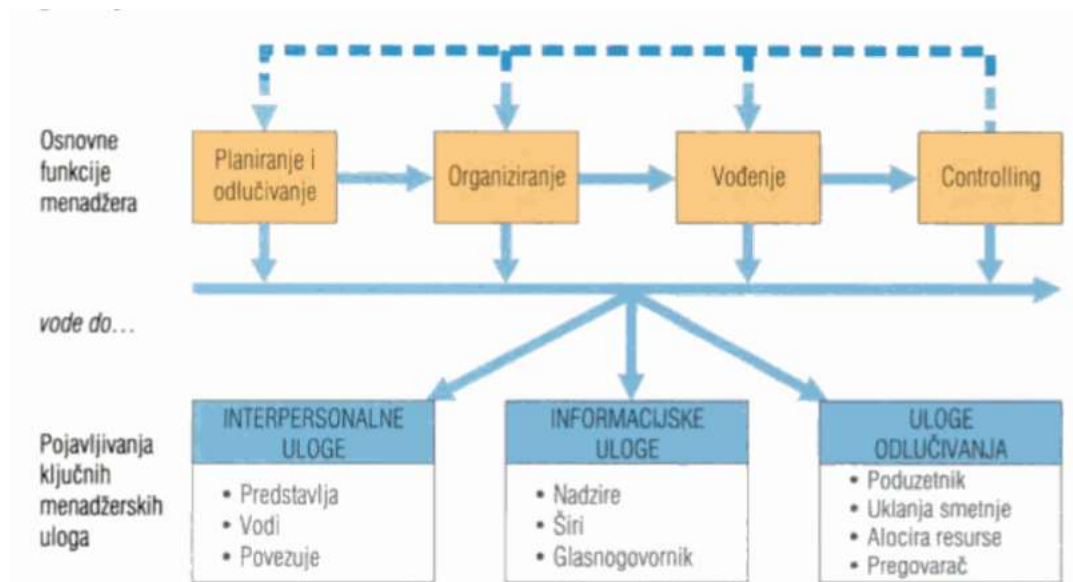 Osnovne
funkcije
menadžera
Planiranje i
odlučivanje
Organiziranje
Vođenje
Controlling
vode do...
Pojavljivanja
ključnih
menadžerskih
uloga
INTERPERSONALNE
ULOGE
• Predstavlja
• Vodi
• Povezuje
INFORMACIJSKE
ULOGE
• Nadzire
• Širi
• Glasnogovornik
ULOGE
ODLUČIVANJA
• Poduzetnik
• Uklanja smetnje
• Alocira resurse
• Pregovarač